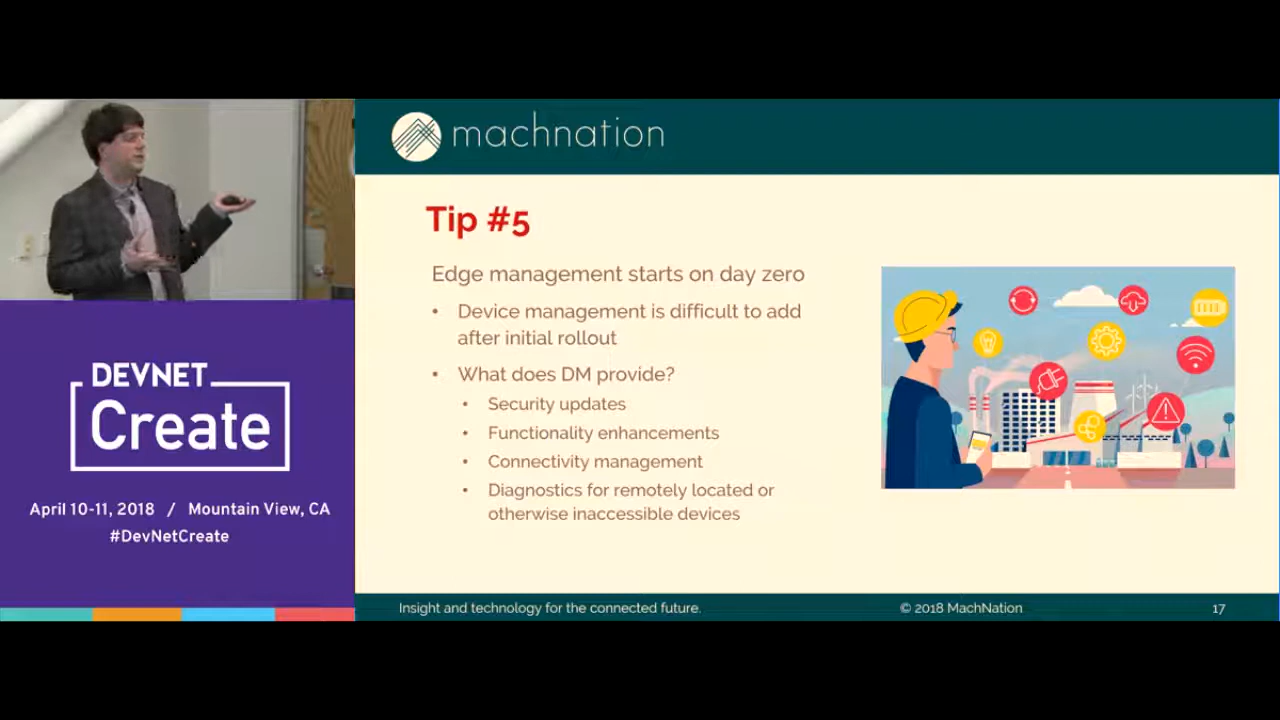 machnation
Tip #5
Edge management starts on day zero
• Device management is difficult to add
after initial rollout
• What does DM provide?
• Security updates
• Functionality enhancements
• Connectivity management
• Diagnostics for remotely located or
otherwise inaccessible devices
DEVNET
Create
April 10-11, 2018 / Mountain View, CA
#DevNetCreate
Insight and technology for the connected future.
© 2018 MachNation
17